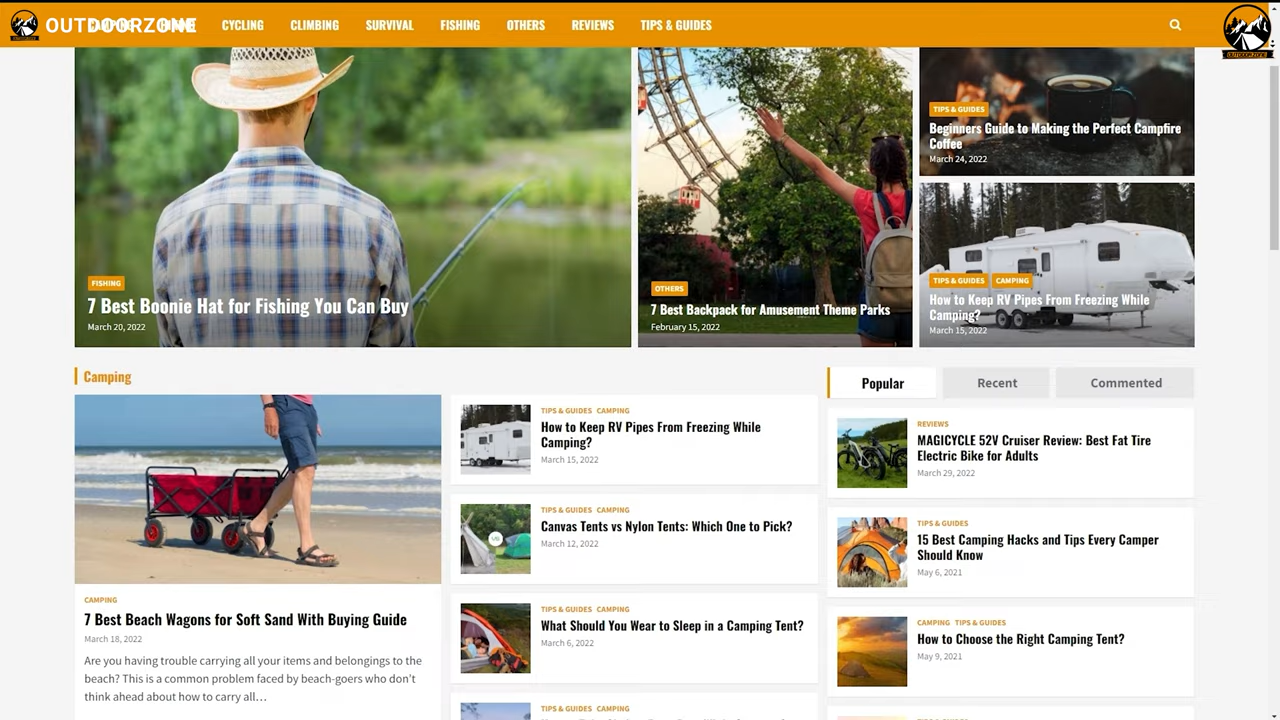 OUTDOORZONE
CYCLING
CLIMBING
SURVIVAL
FISHING
OTHERS
REVIEWS
TIPS & GUIDES
OUTDOORZONE
FISHING
7 Best Boonie Hat for Fishing You Can Buy
March 20, 2022
OTHERS
7 Best Backpack for Amusement Theme Parks
February 15, 2022
TIPS & GUIDES
Beginners Guide to Making the Perfect Campfire
Coffee
March 24, 2022
TIPS & GUIDES CAMPING
How to Keep RV Pipes From Freezing While
Camping?
March 15, 2022
Camping
CAMPING
7 Best Beach Wagons for Soft Sand With Buying Guide
March 18, 2022
Are you having trouble carrying all your items and belongings to the
beach? This is a common problem faced by beach-goers who don't
think ahead about how to carry all…
TIPS & GUIDES CAMPING
How to Keep RV Pipes From Freezing While
Camping?
March 15, 2022
TIPS & GUIDES CAMPING
Canvas Tents vs Nylon Tents: Which One to Pick?
March 12, 2022
TIPS & GUIDES CAMPING
What Should You Wear to Sleep in a Camping Tent?
March 6, 2022
TIPS & GUIDES CAMPING
Popular
Recent
Commented
REVIEWS
MAGICYCLE 52V Cruiser Review: Best Fat Tire
Electric Bike for Adults
March 29, 2022
TIPS & GUIDES
15 Best Camping Hacks and Tips Every Camper
Should Know
May 6, 2021
CAMPING TIPS & GUIDES
How to Choose the Right Camping Tent?
May 9, 2021